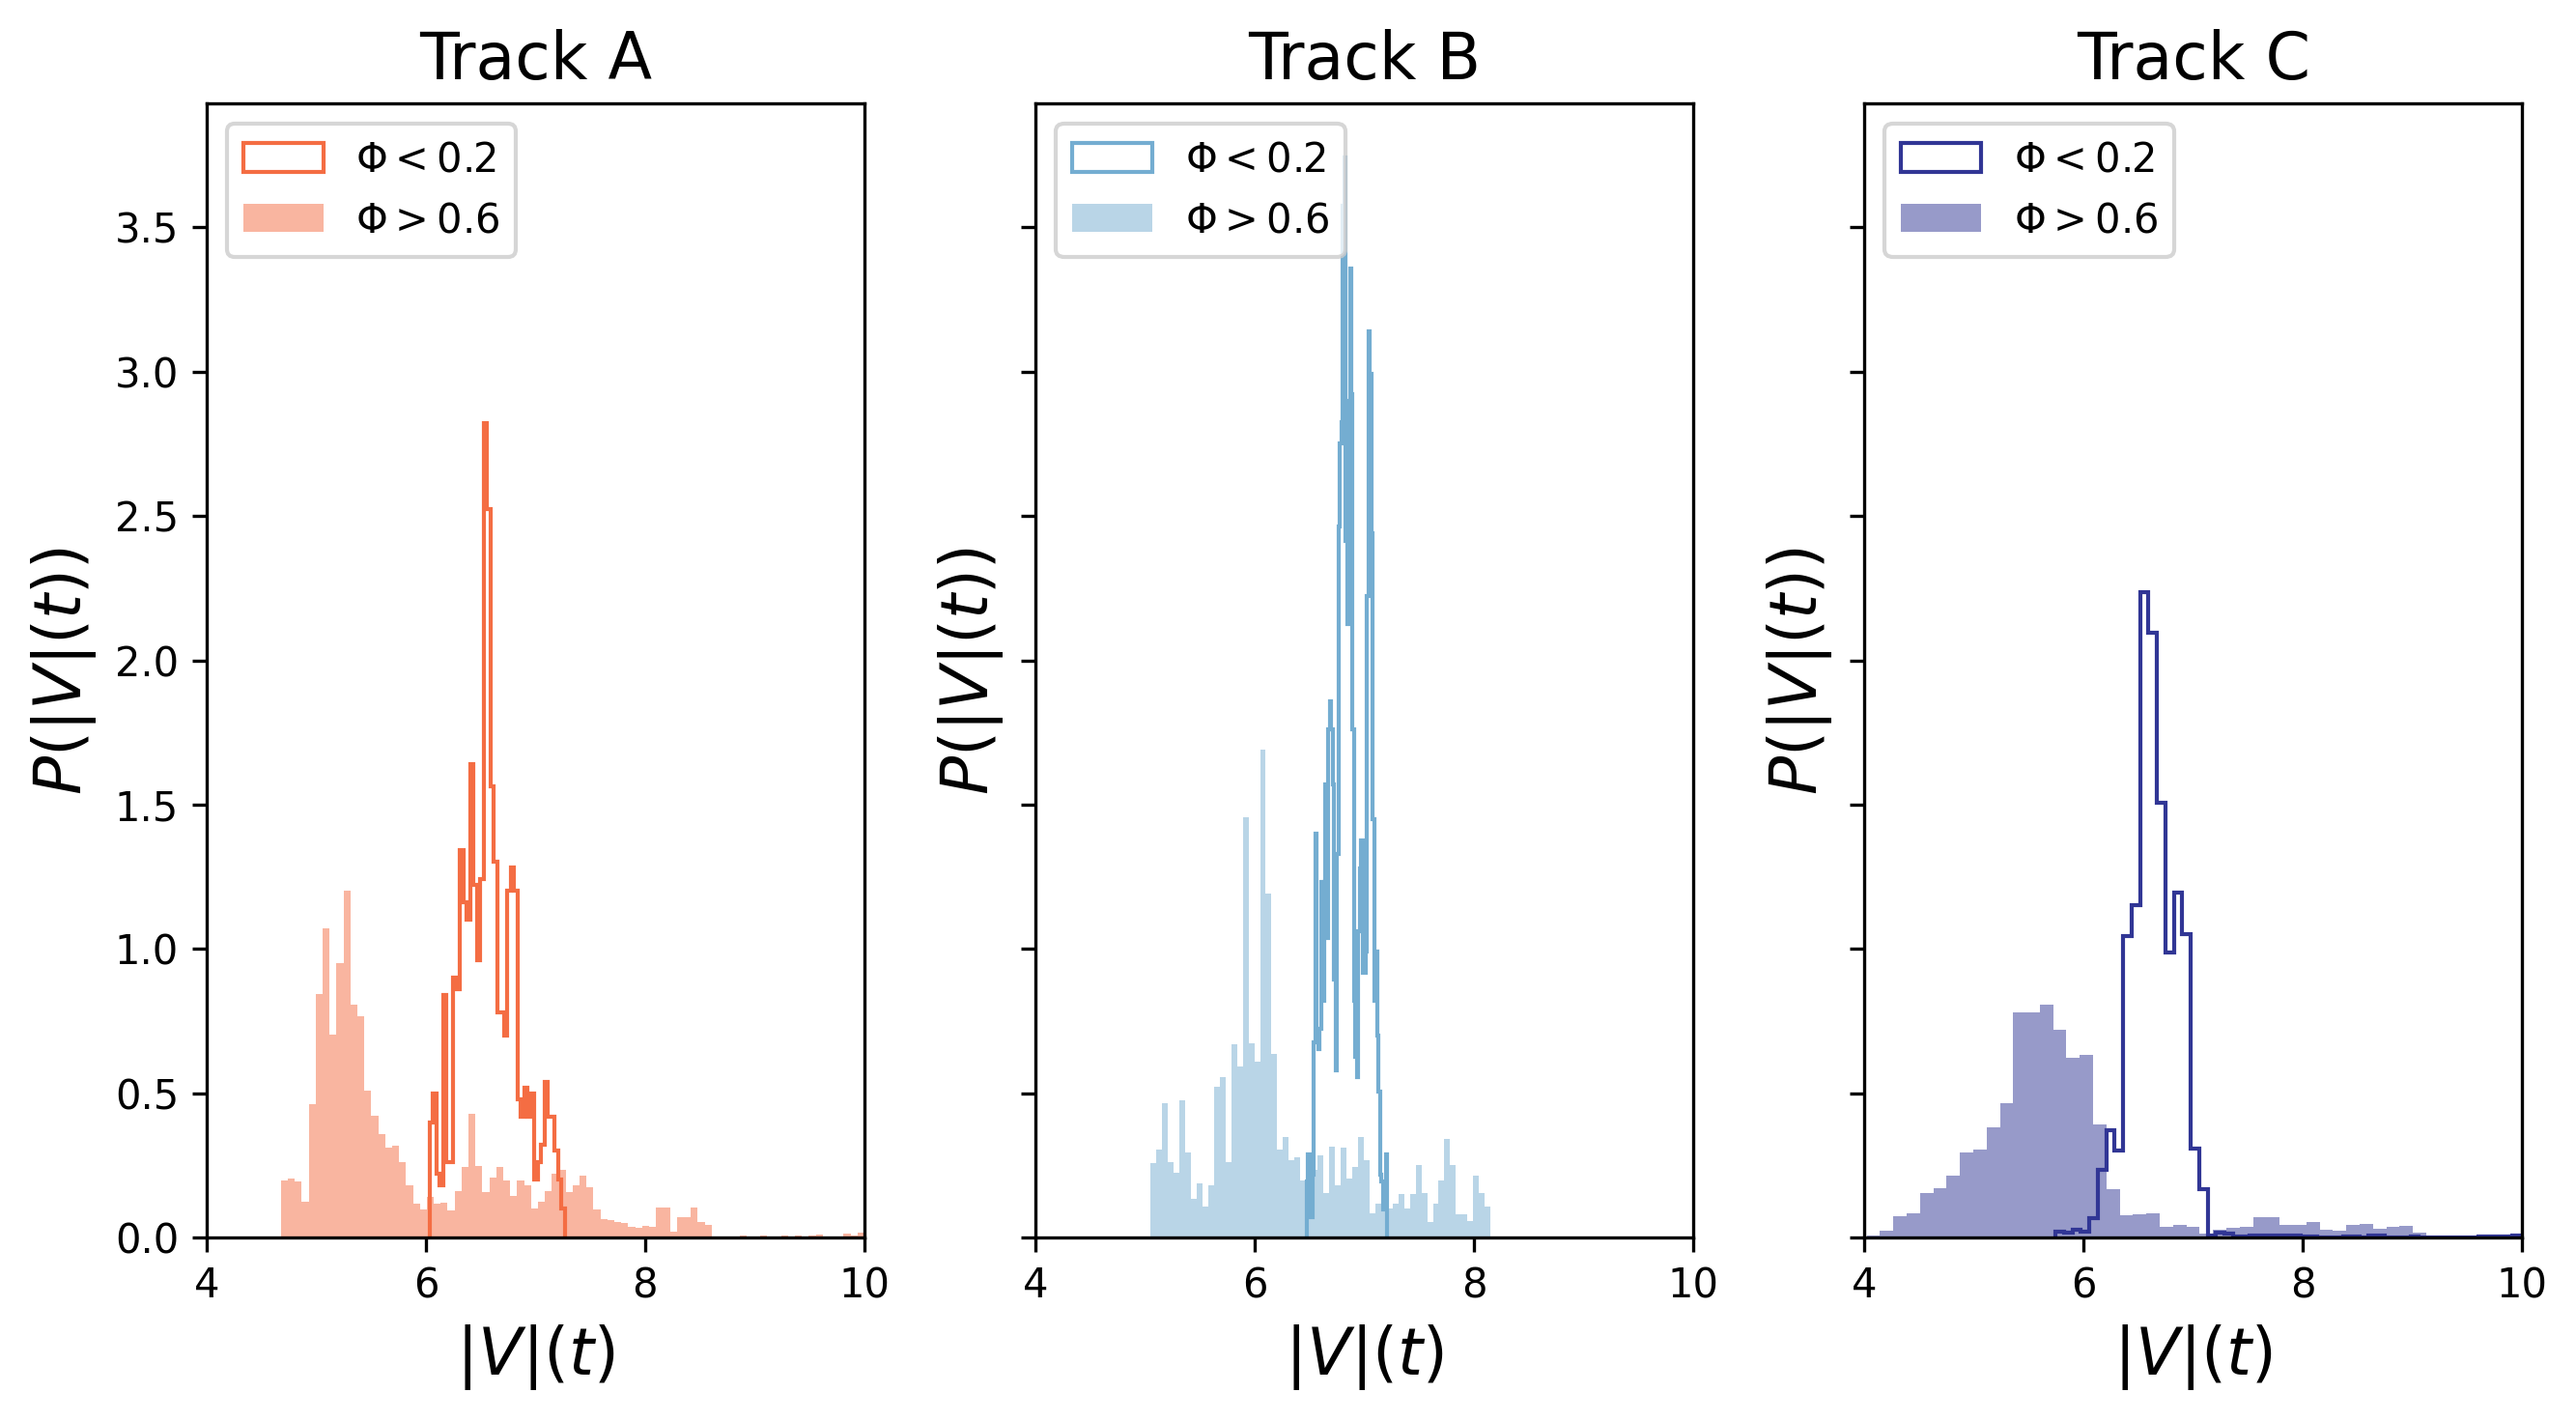 Track A
Φ < 0.2
Φ > 0.6
3.5
3.0
2.5
2.0
1.5
1.0
0.5
0.0
P(|V|(t))
4 6 8 10
|V|(t)
Track B
Φ < 0.2
Φ > 0.6
P(|V|(t))
4 6 8 10
|V|(t)
Track C
Φ < 0.2
Φ > 0.6
P(|V|(t))
4 6 8 10
|V|(t)